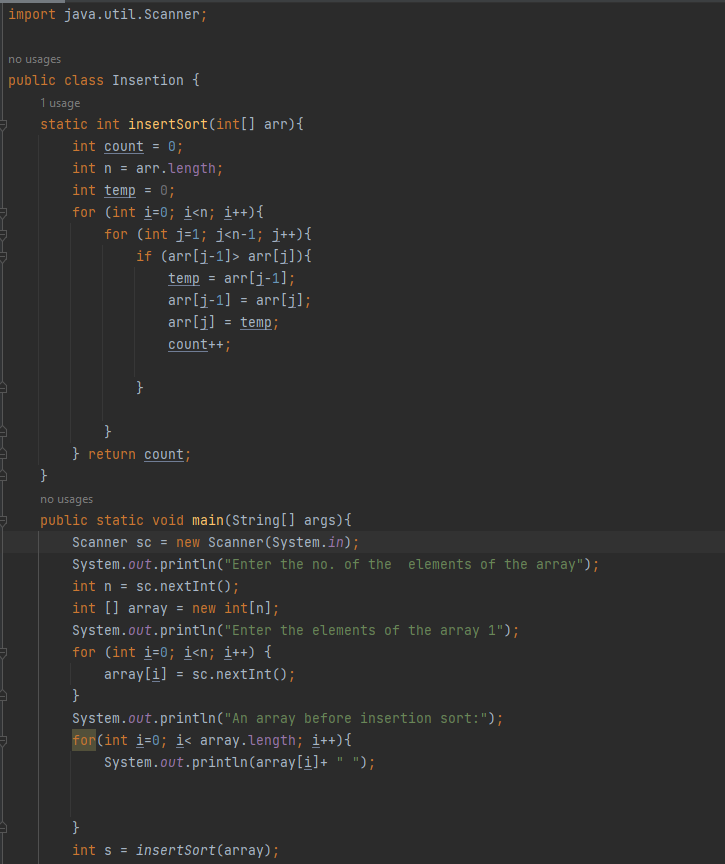 import java.util.Scanner;
no usages
public class Insertion {
1 usage
static int insertSort(int[] arr){
int count = 0;
int n = arr.length;
int temp = 0;
for (int i=0; i<n; i++){
for (int j=1; j<n-1; j++){
if (arr[j-1]> arr[j]){
temp = arr[j-1];
arr[j-1] = arr[j];
arr[j] = temp;
count++;
}
}
} return count;
}
no usages
public static void main(String[] args){
Scanner sc = new Scanner(System.in);
System.out.println("Enter the no. of the  elements of the array");
int n = sc.nextInt();
int [] array = new int[n];
System.out.println("Enter the elements of the array 1");
for (int i=0; i<n; i++) {
array[i] = sc.nextInt();
}
System.out.println("An array before insertion sort:");
for(int i=0; i< array.length; i++){
System.out.println(array[i]+ " ");
}
int s = insertSort(array);